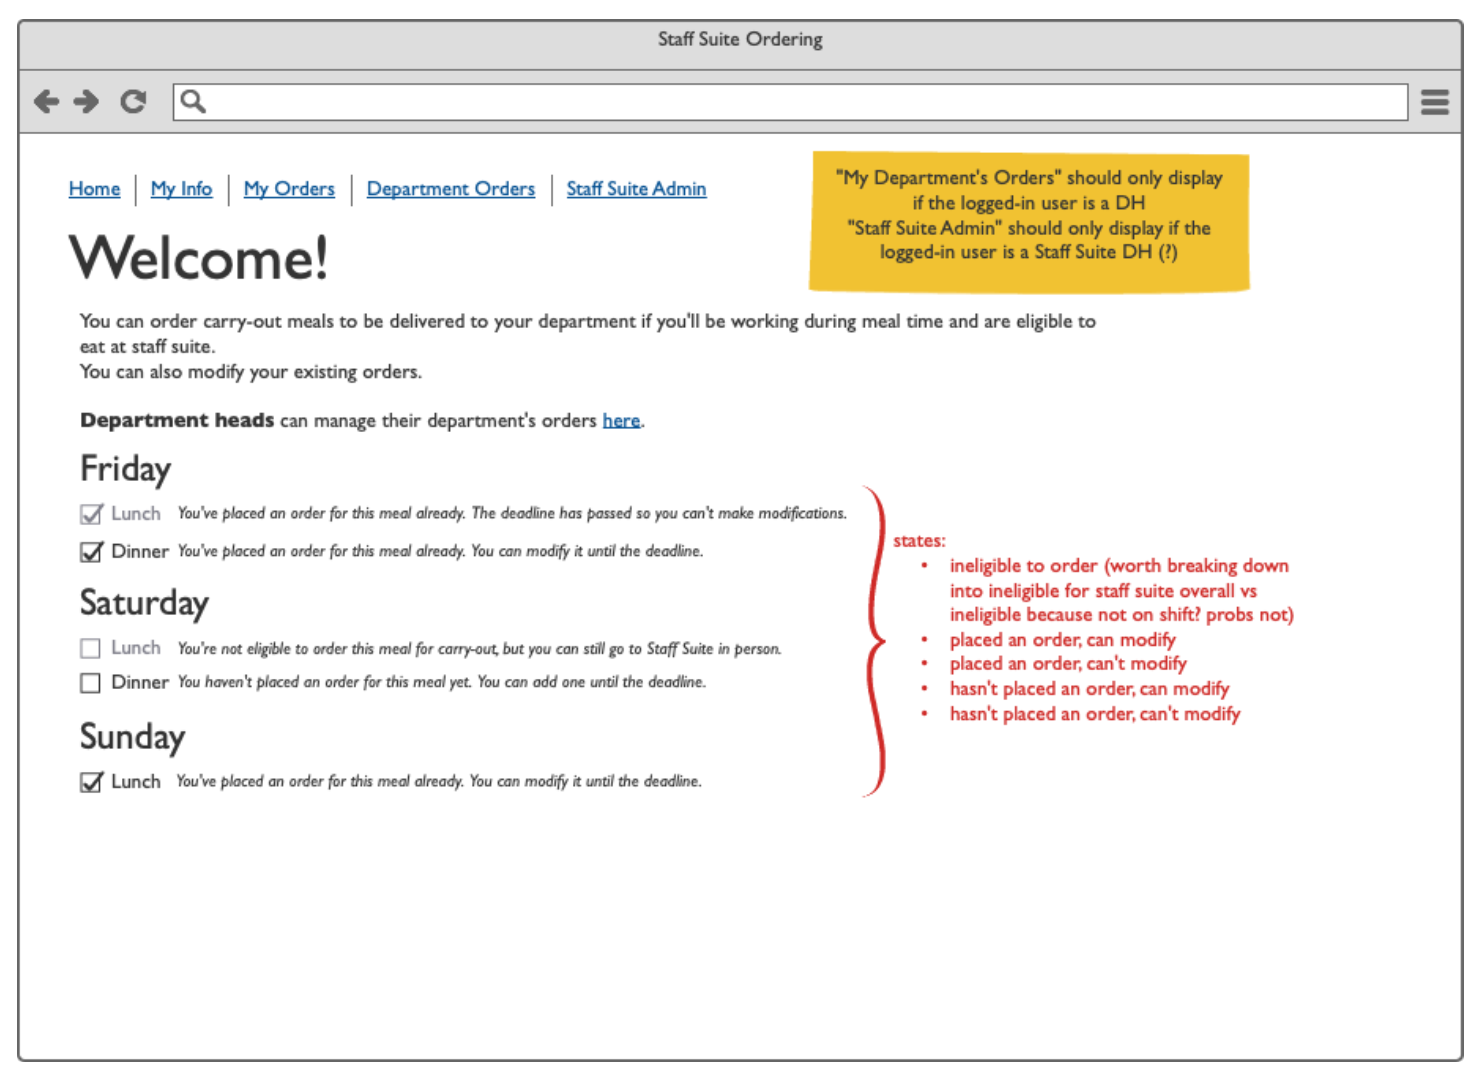 Staff Suite Ordering
Home My Info My Orders Department Orders Staff Suite Admin
"My Department's Orders" should only display
if the logged-in user is a DH
"Staff Suite Admin" should only display if the
logged-in user is a Staff Suite DH (?)
Welcome!
You can order carry-out meals to be delivered to your department if you'll be working during meal time and are eligible to
eat at staff suite.
You can also modify your existing orders.
Department heads can manage their department's orders here.
Friday
Lunch You've placed an order for this meal already. The deadline has passed so you can't make modifications.
Dinner You've placed an order for this meal already. You can modify it until the deadline.
Saturday
Lunch You're not eligible to order this meal for carry-out, but you can still go to Staff Suite in person.
Dinner You haven't placed an order for this meal yet. You can add one until the deadline.
Sunday
Lunch You've placed an order for this meal already. You can modify it until the deadline.
states:
• ineligible to order (worth breaking down
into ineligible for staff suite overall vs
ineligible because not on shift? probs not)
• placed an order, can modify
• placed an order, can't modify
• hasn't placed an order, can modify
• hasn't placed an order, can't modify